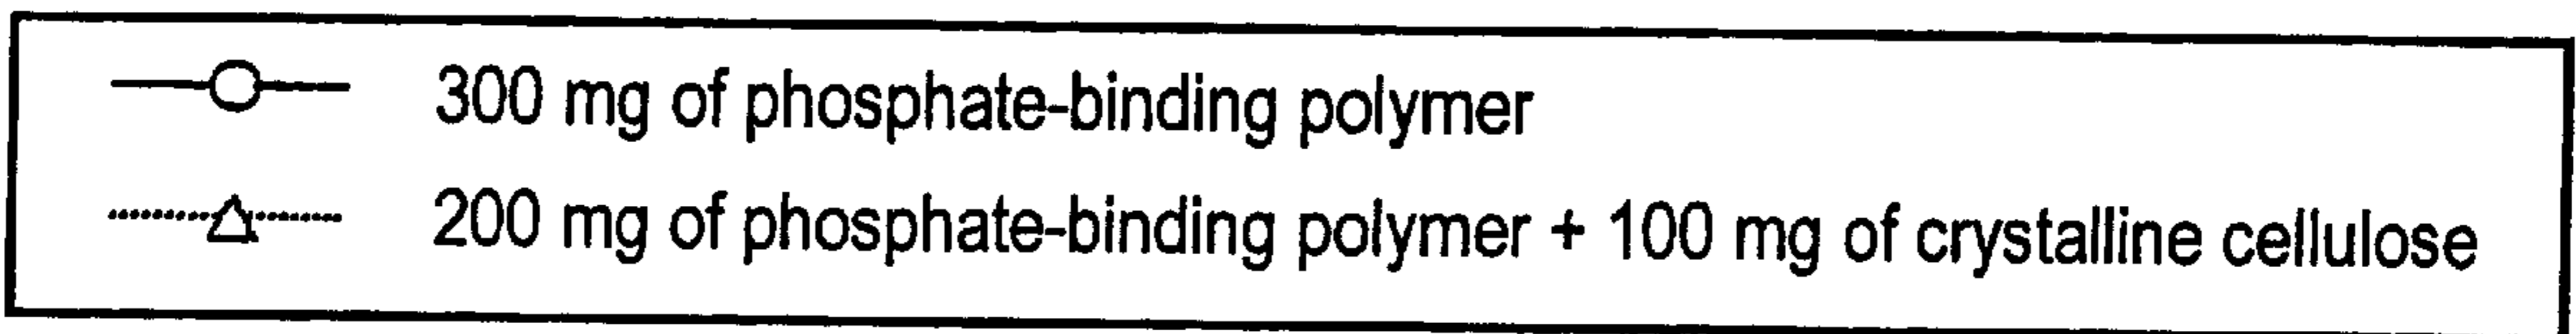 300 mg of phosphate-binding polymer
200 mg of phosphate-binding polymer + 100 mg of crystalline cellulose